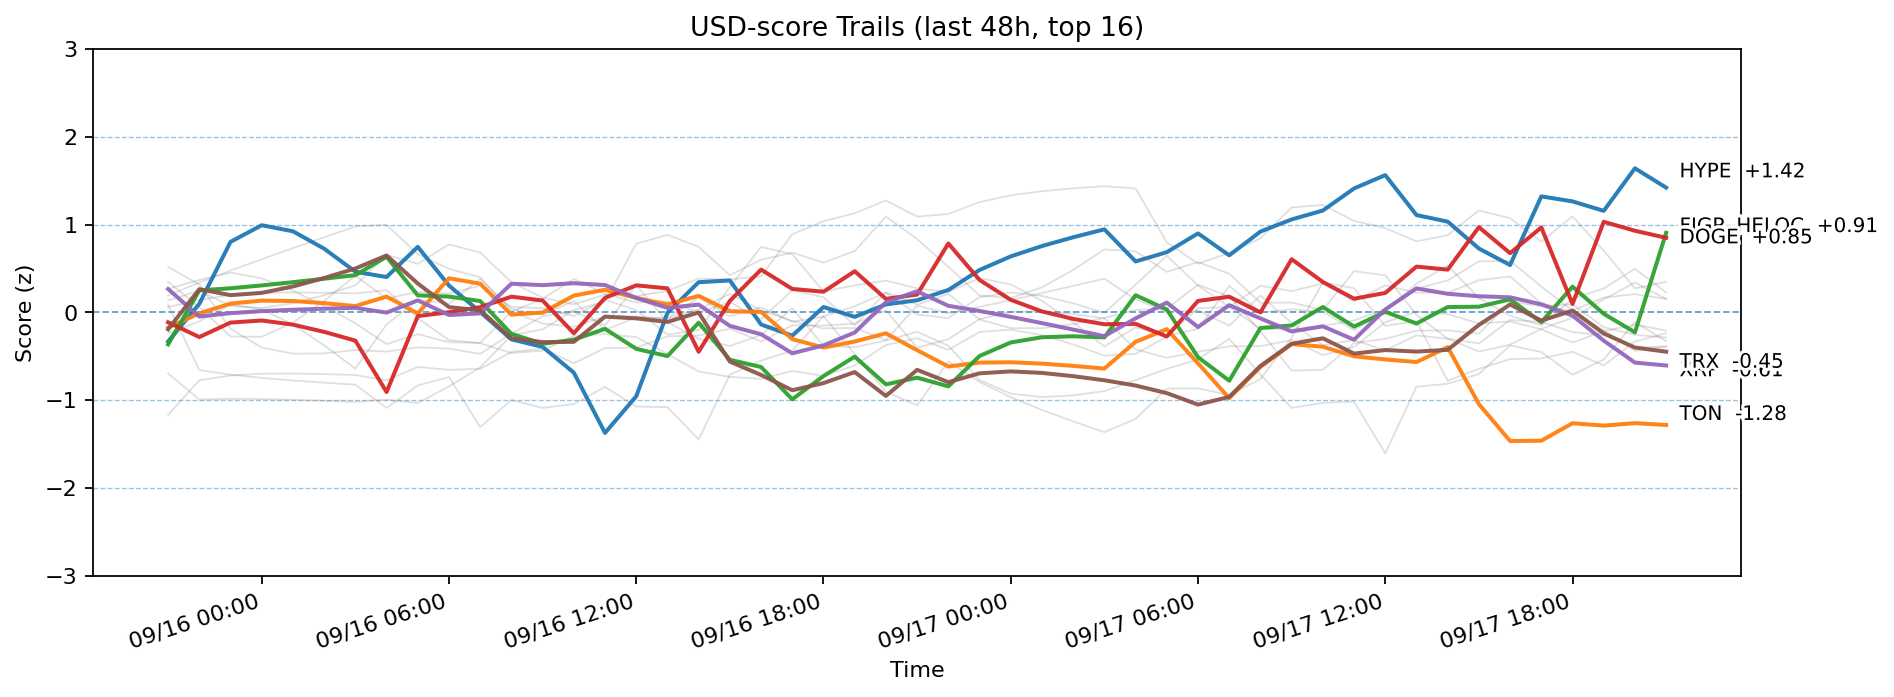 USD-score Trails (last 48h, top 16)
3
2
1
0
−1
−2
−3
Score (z)
HYPE +1.42
FIGR_HELOC +0.91
DOGE +0.85
TRX -0.45
XRP -0.61
TON -1.28
09/16 00:00
09/16 06:00
09/16 12:00
09/16 18:00
09/17 00:00
09/17 06:00
09/17 12:00
09/17 18:00
Time